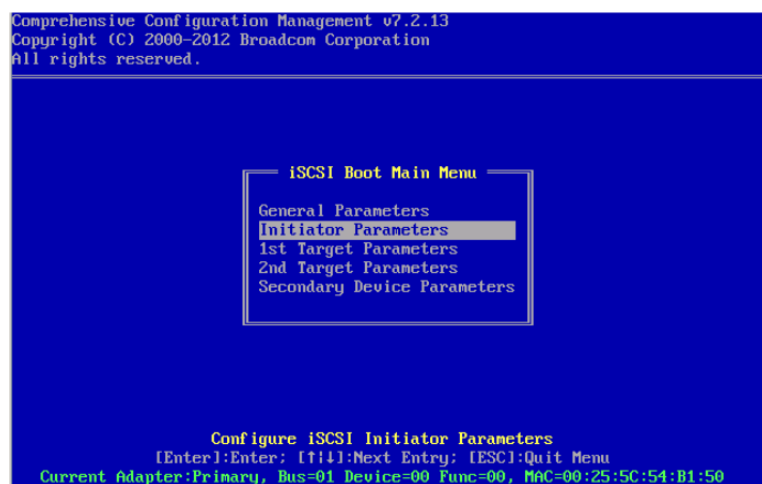 Comprehensive Configuration Management v7.2.13
Copyright (C) 2000-2012 Broadcom Corporation
All rights reserved.
iSCSI Boot Main Menu
General Parameters
Initiator Parameters
1st Target Parameters
2nd Target Parameters
Secondary Device Parameters
Configure iSCSI Initiator Parameters
[Enter]:Enter; [↑|↓]:Next Entry; [ESC]:Quit Menu
Current Adapter:Primary, Bus=01 Device=00 Func=00, MAC=00:25:5C:54:B1:50